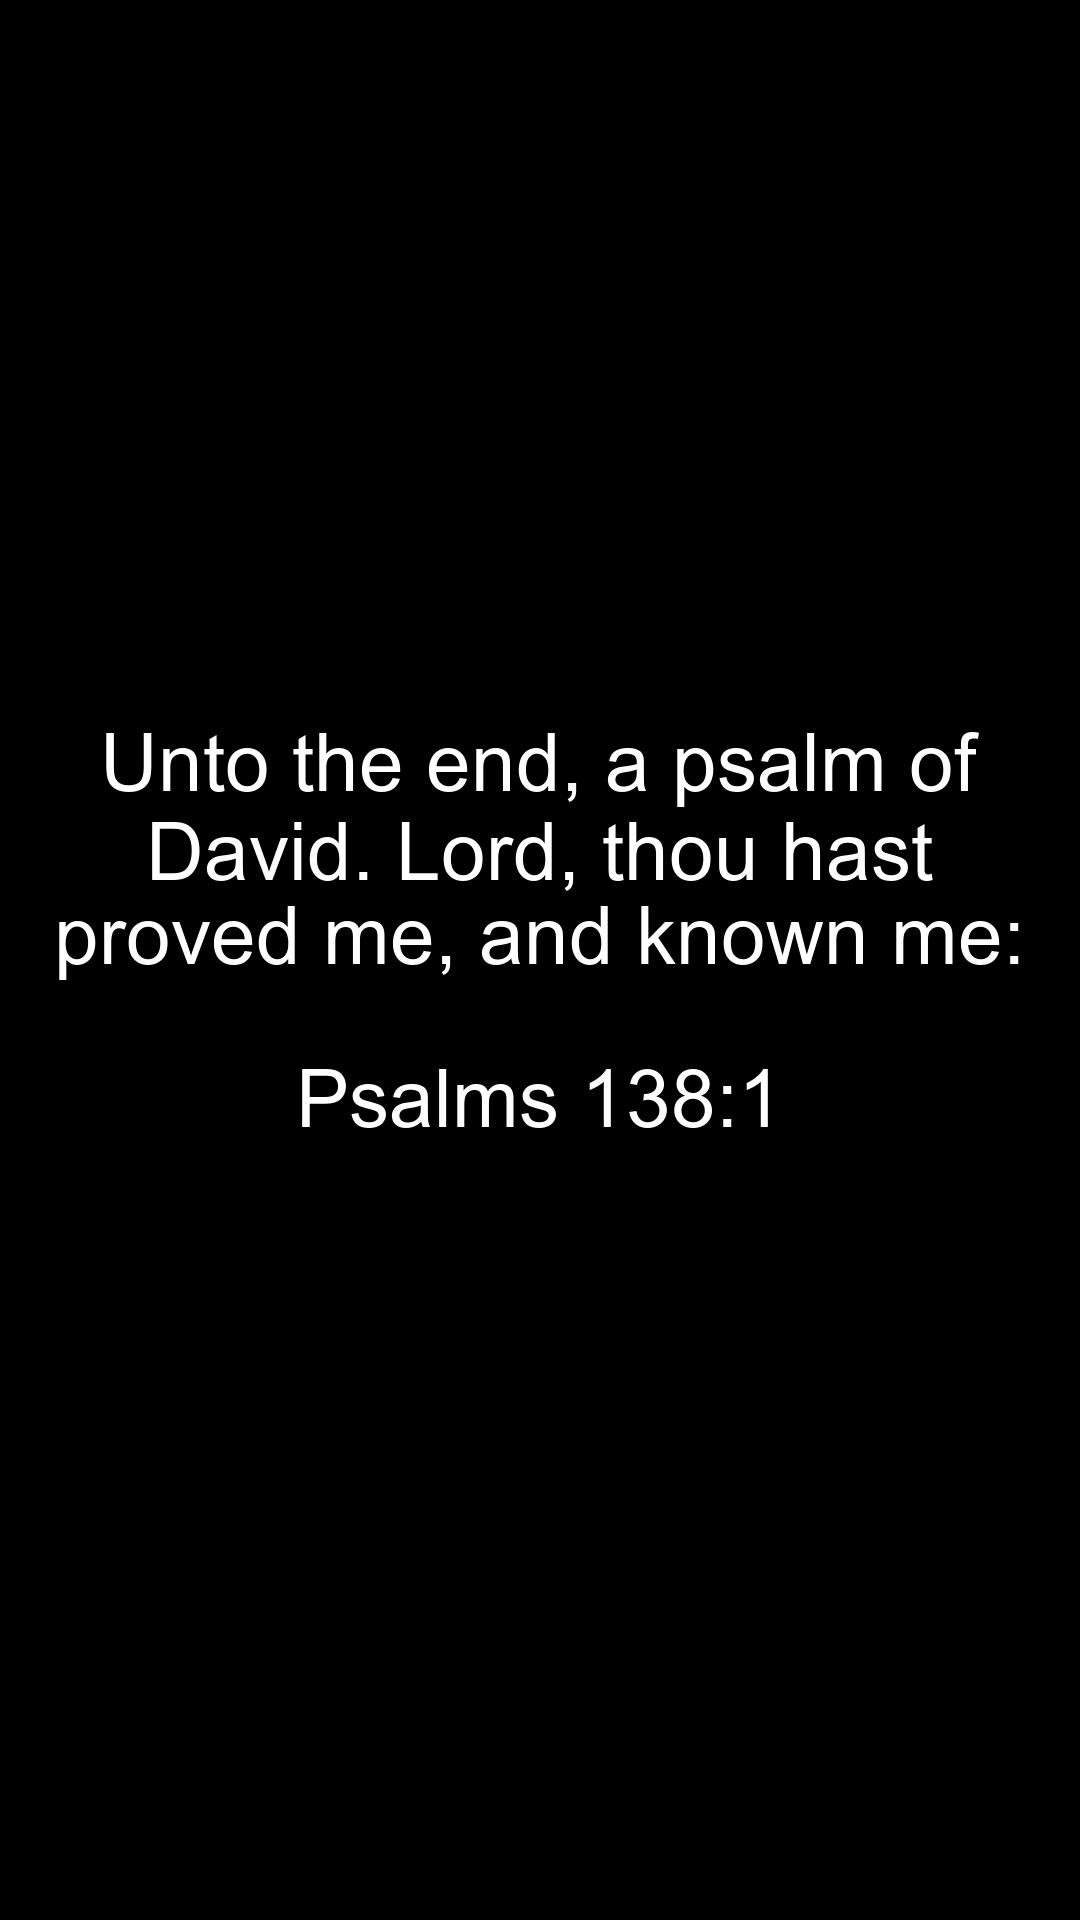 Unto the end, a psalm of
David. Lord, thou hast
proved me, and known me:
Psalms 138:1